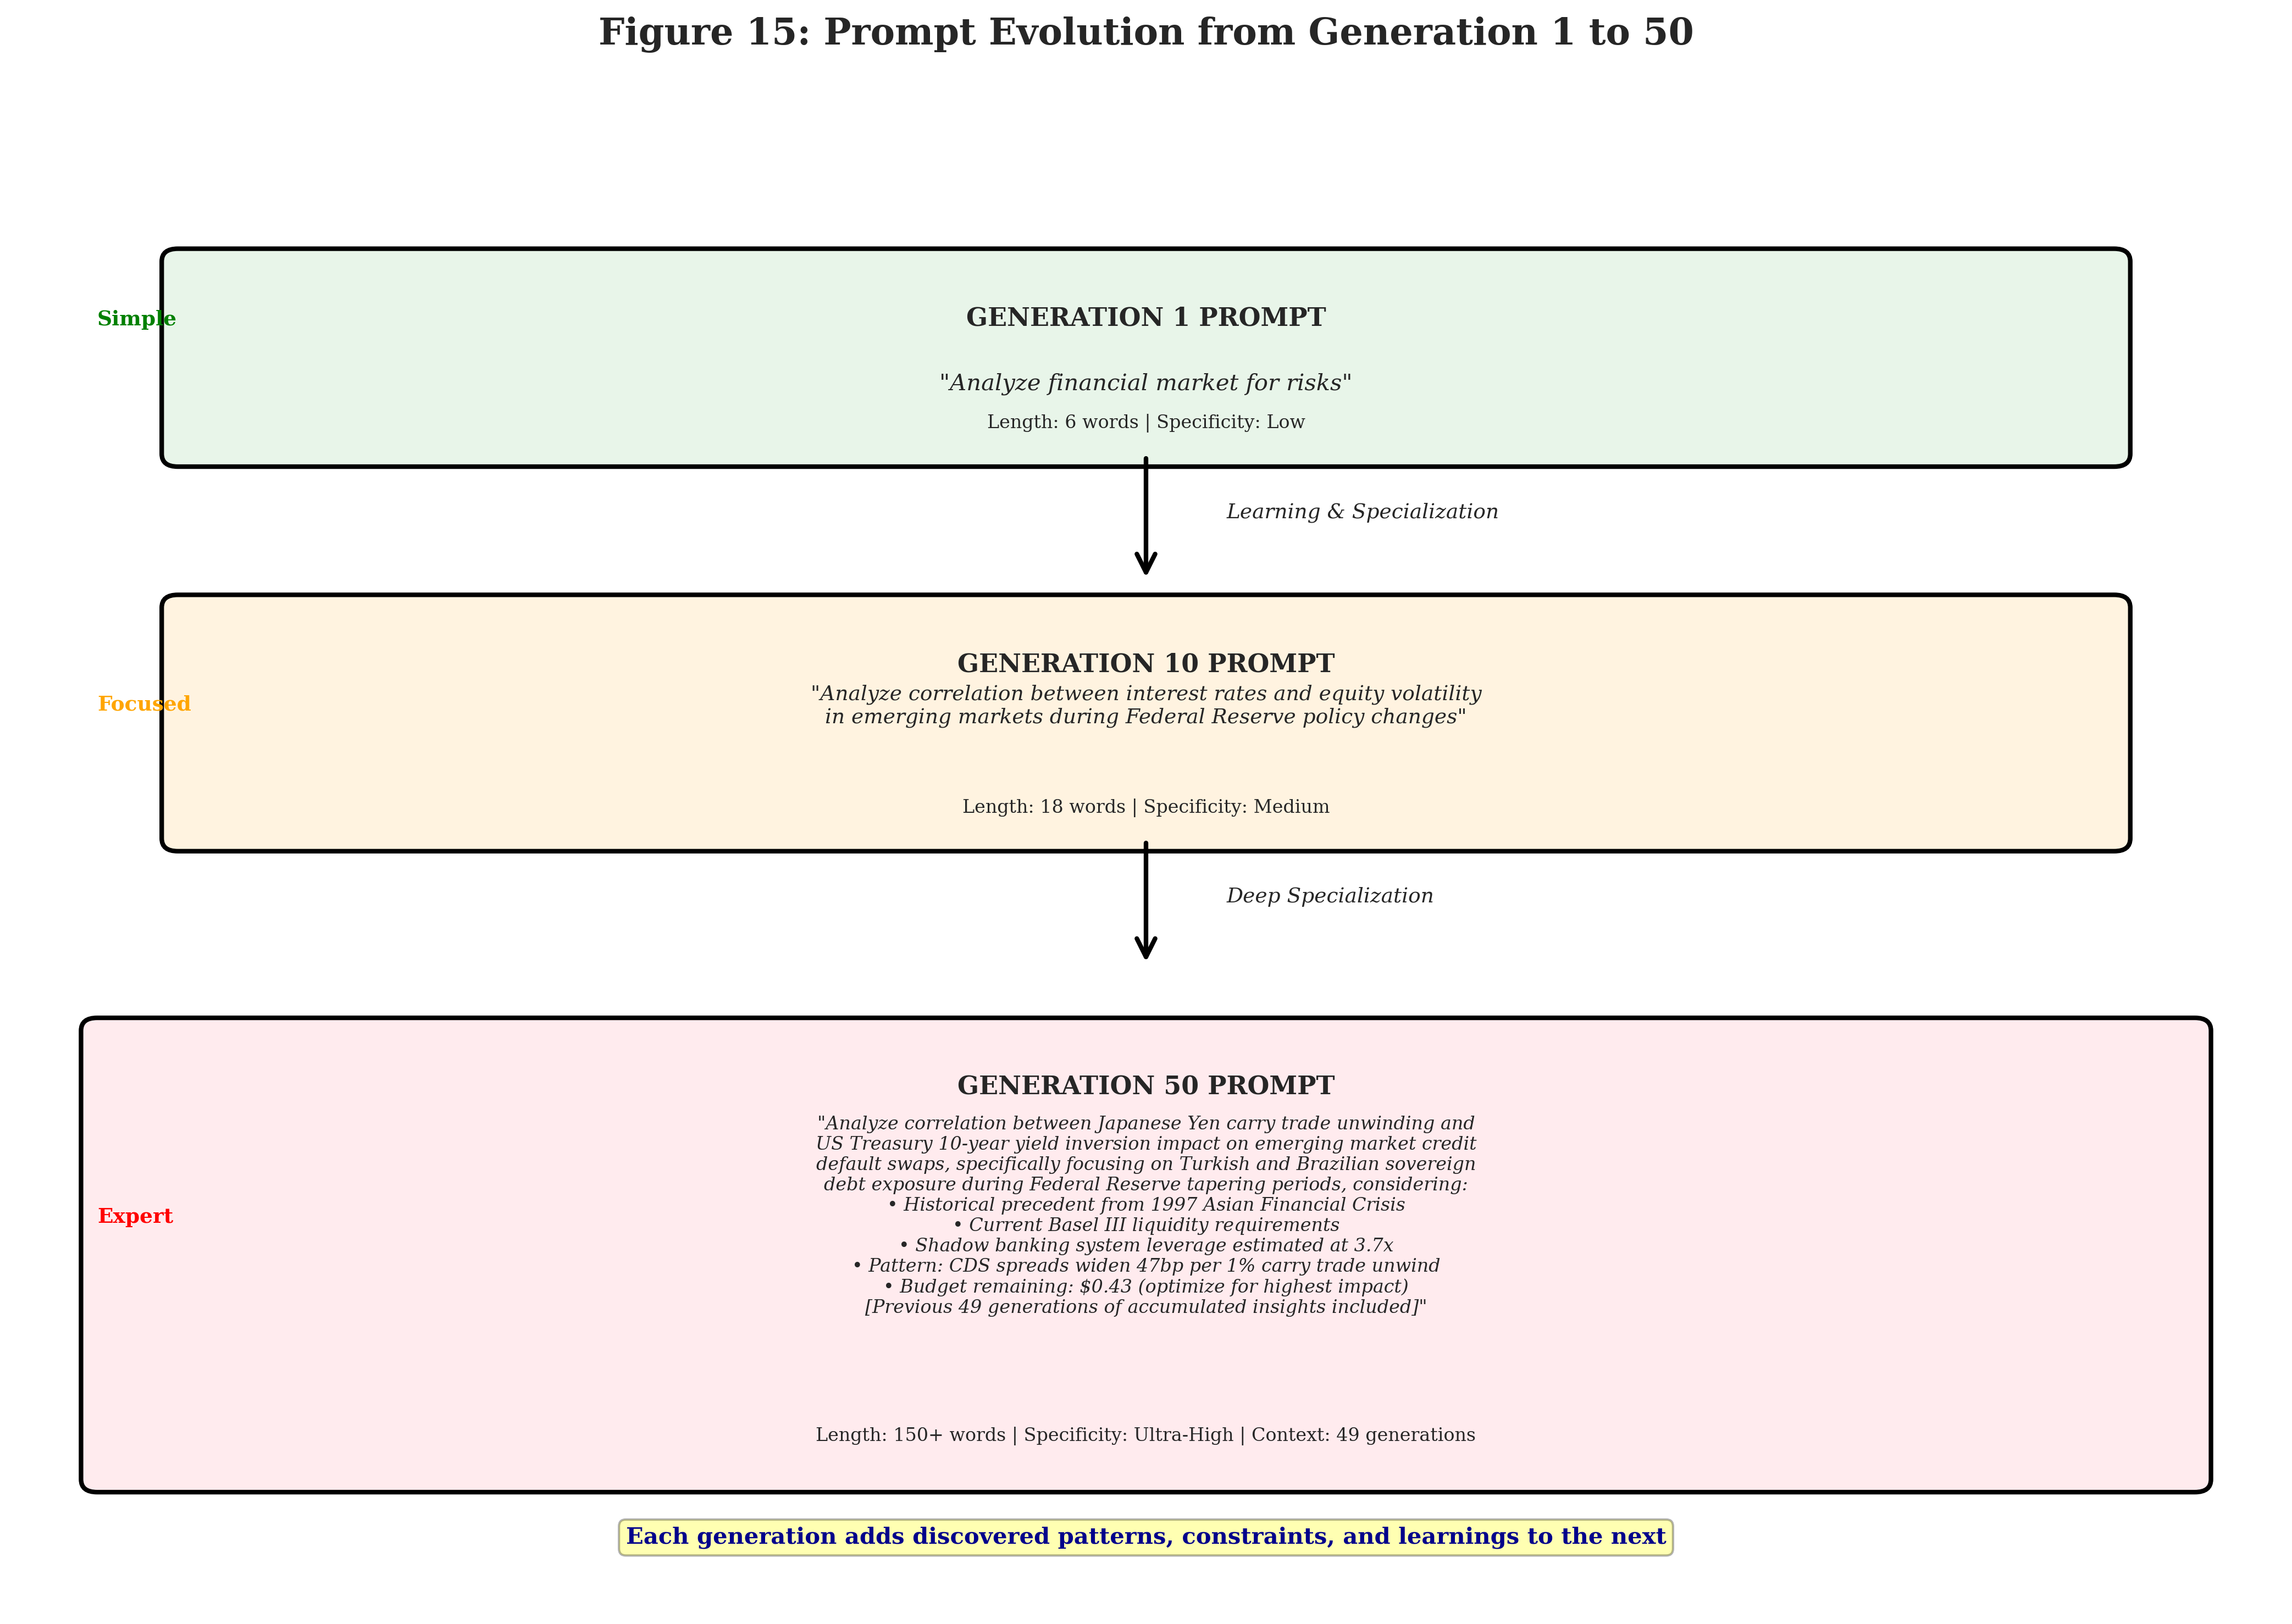 Figure 15: Prompt Evolution from Generation 1 to 50
Simple
GENERATION 1 PROMPT
"Analyze financial market for risks"
Length: 6 words | Specificity: Low
Learning & Specialization
GENERATION 10 PROMPT
Focused
"Analyze correlation between interest rates and equity volatility
in emerging markets during Federal Reserve policy changes"
Length: 18 words | Specificity: Medium
Deep Specialization
GENERATION 50 PROMPT
"Analyze correlation between Japanese Yen carry trade unwinding and
US Treasury 10-year yield inversion impact on emerging market credit
default swaps, specifically focusing on Turkish and Brazilian sovereign
debt exposure during Federal Reserve tapering periods, considering:
• Historical precedent from 1997 Asian Financial Crisis
Expert
• Current Basel III liquidity requirements
• Shadow banking system leverage estimated at 3.7x
• Pattern: CDS spreads widen 47bp per 1% carry trade unwind
• Budget remaining: $0.43 (optimize for highest impact)
[Previous 49 generations of accumulated insights included]"
Length: 150+ words | Specificity: Ultra-High | Context: 49 generations
Each generation adds discovered patterns, constraints, and learnings to the next